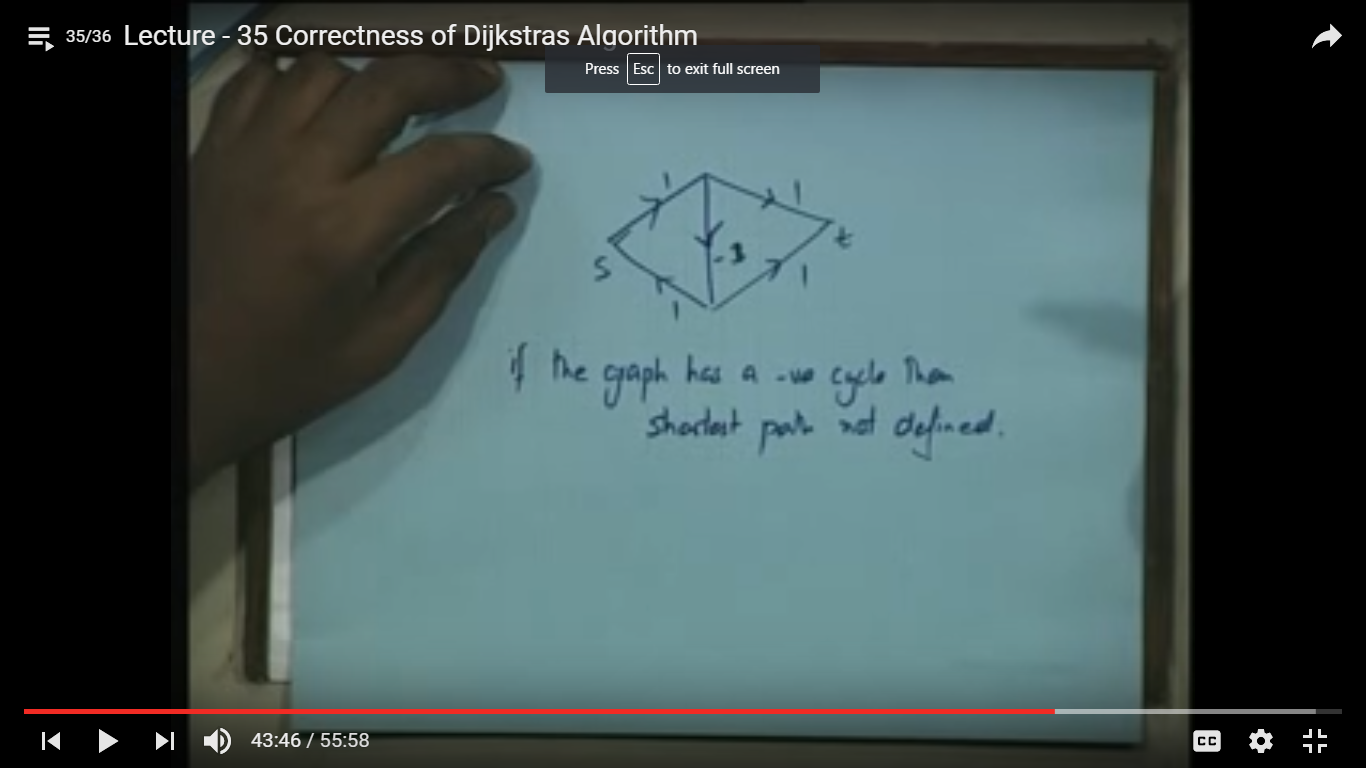 35/36 Lecture - 35 Correctness of Dijkstras Algorithm
Press Esc to exit full screen
1 1
S -3 t
1 1
if the graph has a -ve cycle then
shortest path not defined.
43:46 / 55:58
CC